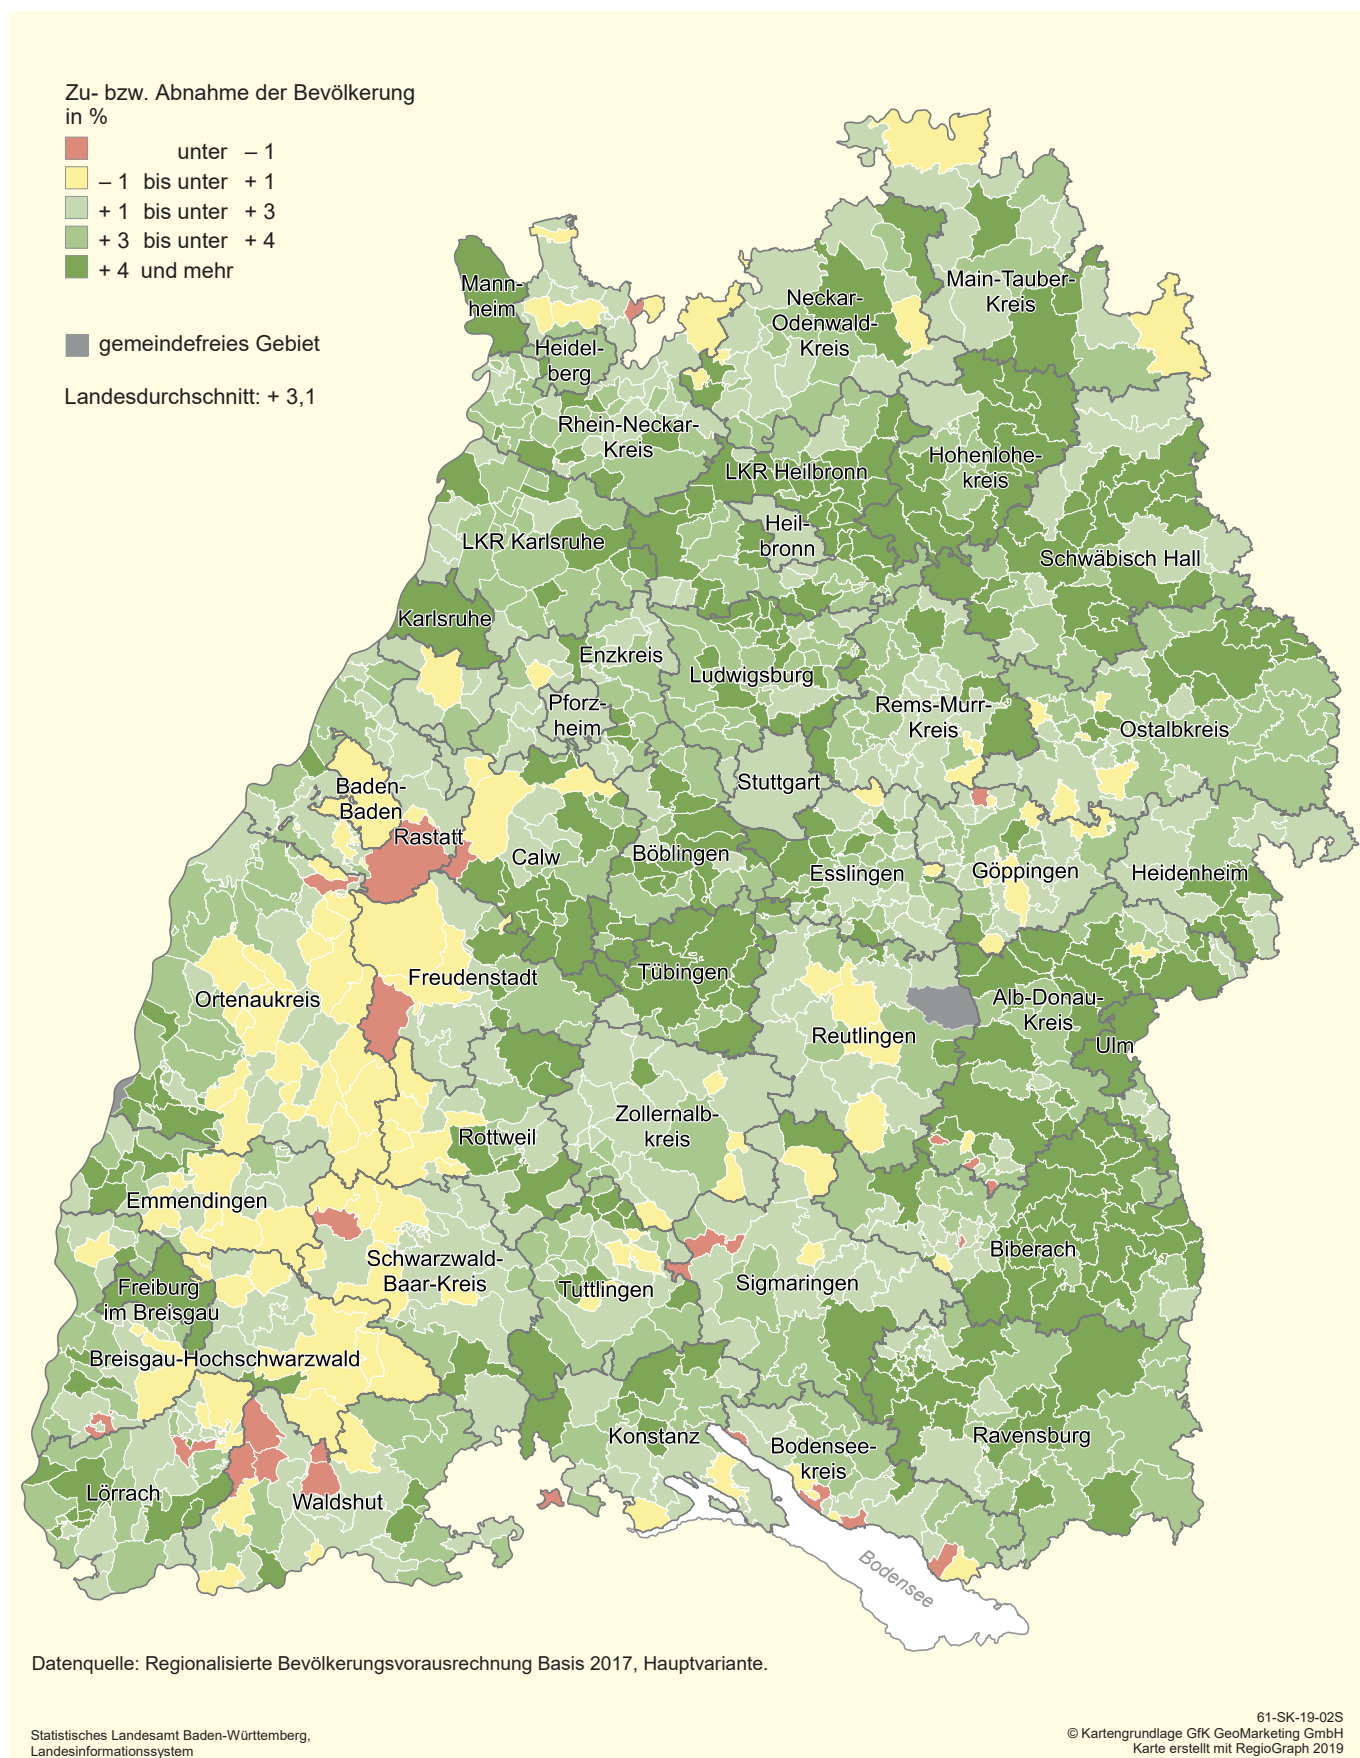 Zu- bzw. Abnahme der Bevölkerung
in %
unter – 1
– 1 bis unter + 1
+ 1 bis unter + 3
+ 3 bis unter + 4
+ 4 und mehr
gemeindefreies Gebiet
Landesdurchschnitt: + 3,1
Mann-
heim
Heidel-
berg
Neckar-
Odenwald-
Kreis
Main-Tauber-
Kreis
Rhein-Neckar-
Kreis
LKR Heilbronn
Hohenlohe-
kreis
Heil-
bronn
LKR Karlsruhe
Schwäbisch Hall
Karlsruhe
Enzkreis
Ludwigsburg
Pforz-
heim
Rems-Murr-
Kreis
Ostalbkreis
Stuttgart
Baden-
Baden
Rastatt
Calw
Böblingen
Esslingen
Göppingen
Heidenheim
Freudenstadt
Tübingen
Ortenaukreis
Reutlingen
Alb-Donau-
Kreis
Ulm
Zollernalb-
kreis
Rottweil
Emmendingen
Schwarzwald-
Baar-Kreis
Tuttlingen
Sigmaringen
Biberach
Freiburg
im Breisgau
Breisgau-Hochschwarzwald
Konstanz
Bodensee-
kreis
Ravensburg
Lörrach
Waldshut
Bodensee
Datenquelle: Regionalisierte Bevölkerungsvorausrechnung Basis 2017, Hauptvariante.
Statistisches Landesamt Baden-Württemberg,
Landesinformationssystem
61-SK-19-02S
© Kartengrundlage GfK GeoMarketing GmbH
Karte erstellt mit RegioGraph 2019